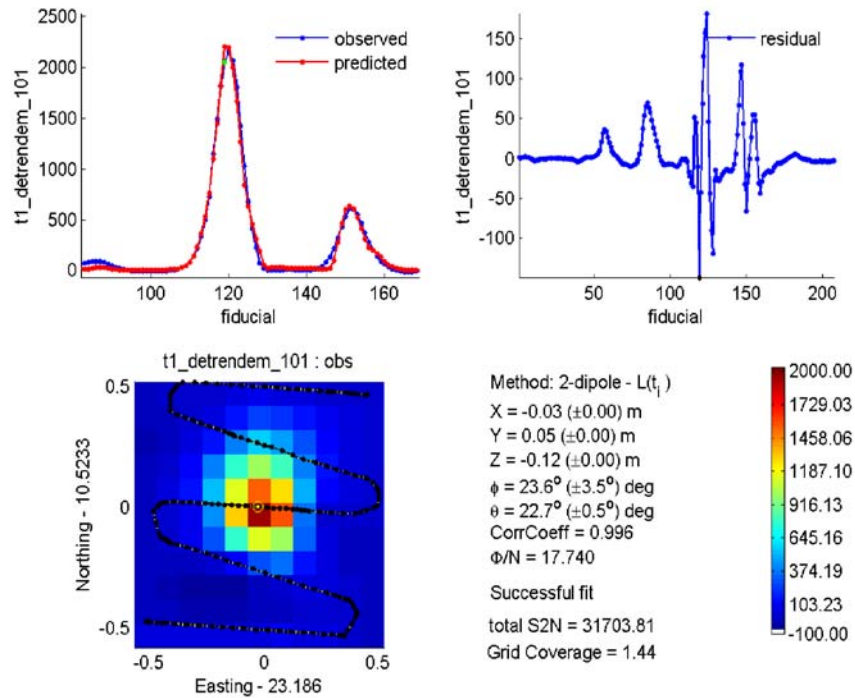 2500
2000
1500
1000
500
0
t1_detrendem_101
observed
predicted
100
120
140
160
fiducial
150
100
50
0
-50
-100
t1_detrendem_101
residual
50
100
150
200
fiducial
t1_detrendem_101 : obs
0.5
0
-0.5
Northing - 10.5233
-0.5
0
0.5
Easting - 23.186
Method: 2-dipole - L(t_i)
X = -0.03 (±0.00) m
Y = 0.05 (±0.00) m
Z = -0.12 (±0.00) m
ϕ = 23.6° (±3.5°) deg
θ = 22.7° (±0.5°) deg
CorrCoeff = 0.996
Φ/N = 17.740
Successful fit
total S2N = 31703.81
Grid Coverage = 1.44
2000.00
1729.03
1458.06
1187.10
916.13
645.16
374.19
103.23
-100.00